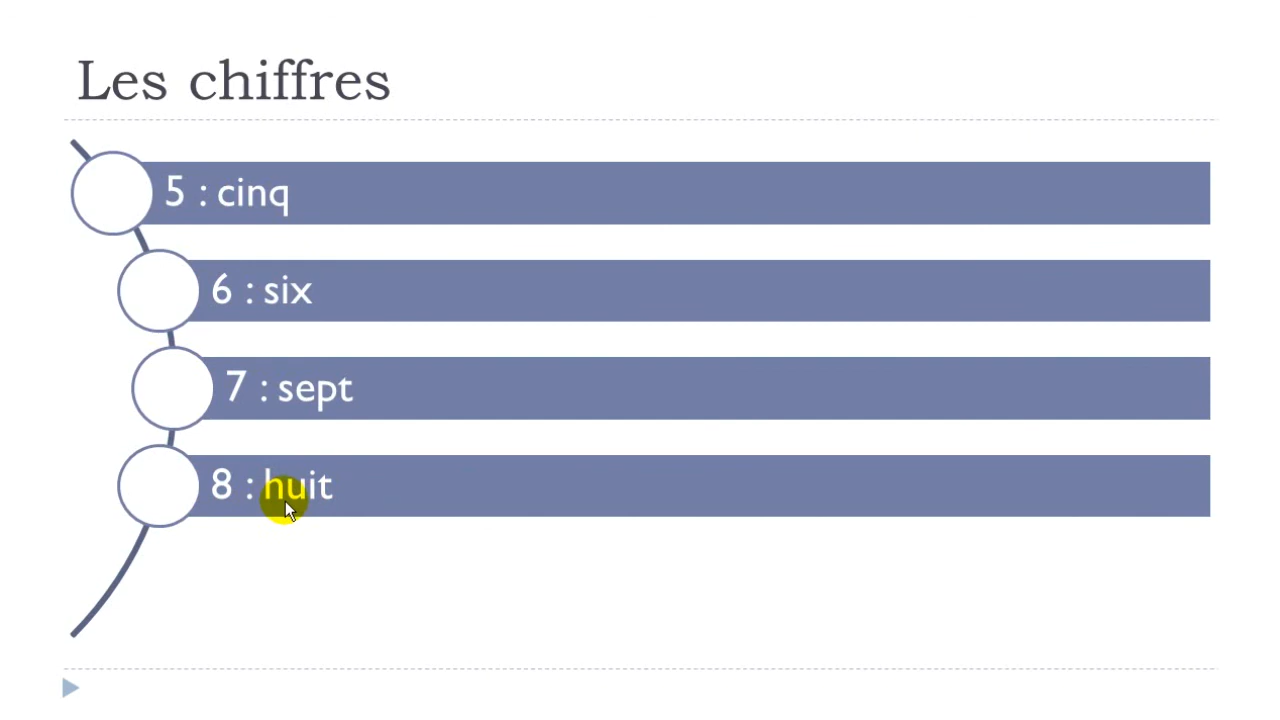 Les chiffres
5 : cinq
6 : six
7 : sept
8 : huit